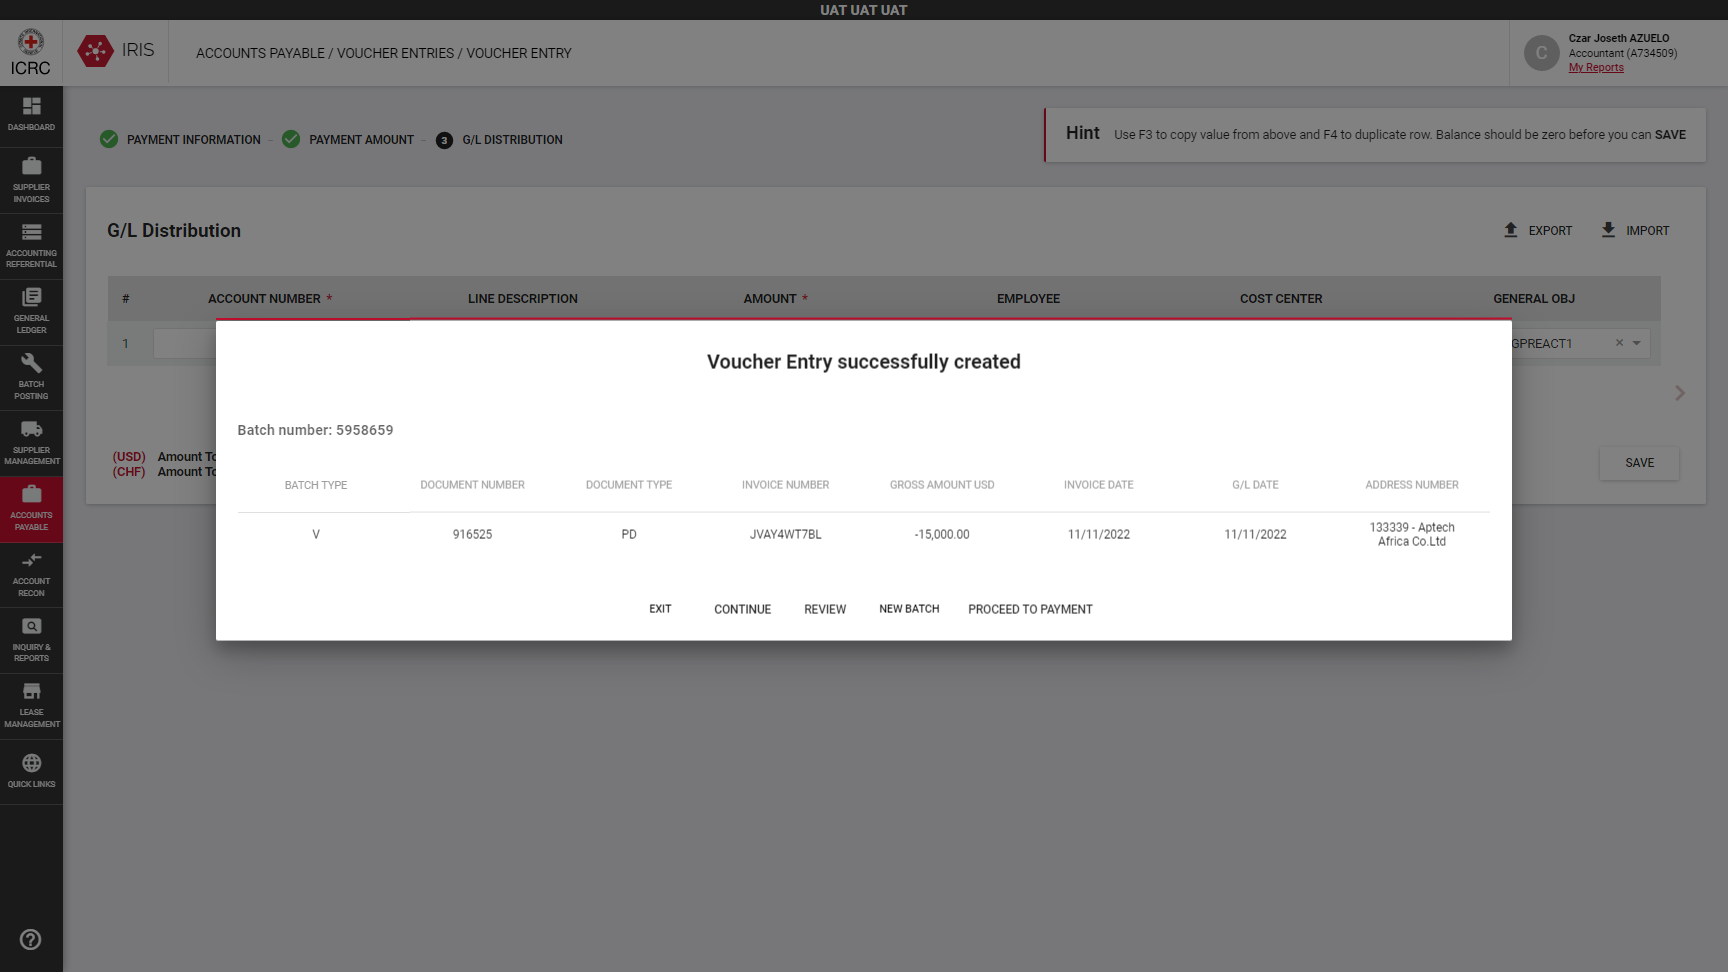 UAT UAT UAT
ICRC
IRIS
ACCOUNTS PAYABLE / VOUCHER ENTRIES / VOUCHER ENTRY
C
Czar Joseth AZUELO
Accountant (A734509)
My Reports
DASHBOARD
SUPPLIER
INVOICES
ACCOUNTING
REFERENTIAL
GENERAL
LEDGER
BATCH
POSTING
SUPPLIER
MANAGEMENT
ACCOUNTS
PAYABLE
ACCOUNT
RECON
INQUIRY &
REPORTS
LEASE
MANAGEMENT
QUICK LINKS
PAYMENT INFORMATION
PAYMENT AMOUNT
3 G/L DISTRIBUTION
Hint Use F3 to copy value from above and F4 to duplicate row. Balance should be zero before you can SAVE
G/L Distribution
EXPORT
IMPORT
# ACCOUNT NUMBER * LINE DESCRIPTION AMOUNT * EMPLOYEE COST CENTER GENERAL OBJ
1
GPREACT1
(USD) Amount To
(CHF) Amount To
SAVE
Voucher Entry successfully created
Batch number: 5958659
BATCH TYPE DOCUMENT NUMBER DOCUMENT TYPE INVOICE NUMBER GROSS AMOUNT USD INVOICE DATE G/L DATE ADDRESS NUMBER
V 916525 PD JVAY4WT7BL -15,000.00 11/11/2022 11/11/2022 133339 - Aptech
Africa Co.Ltd
EXIT CONTINUE REVIEW NEW BATCH PROCEED TO PAYMENT